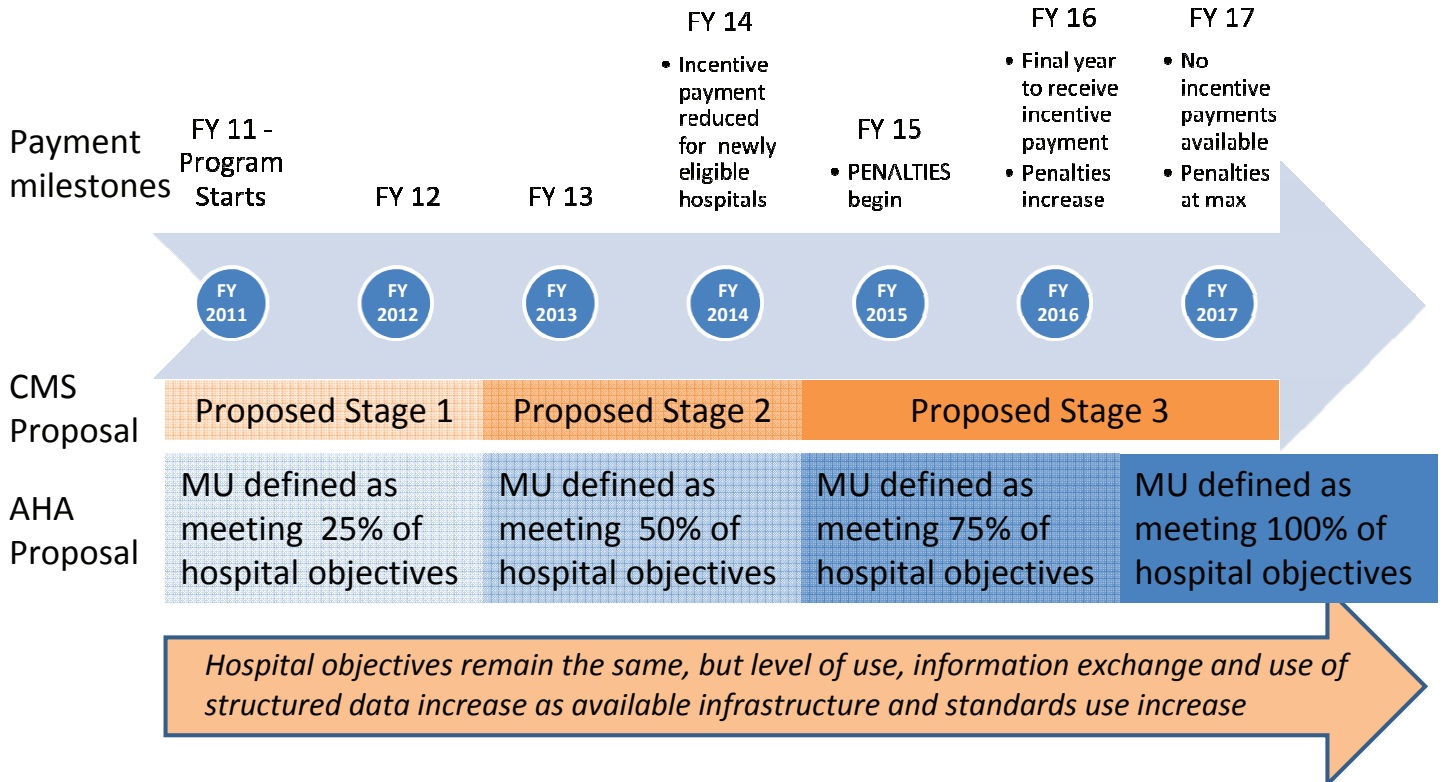 Payment
milestones
FY 11 -
Program
Starts
FY 12
FY 13
FY 14
• Incentive
payment
reduced
for newly
eligible
hospitals
FY 15
• PENALTIES
begin
FY 16
• Final year
to receive
incentive
payment
• Penalties
increase
FY 17
• No
incentive
payments
available
• Penalties
at max
FY
2011
FY
2012
FY
2013
FY
2014
FY
2015
FY
2016
FY
2017
CMS
Proposal
Proposed Stage 1
Proposed Stage 2
Proposed Stage 3
AHA
Proposal
MU defined as
meeting 25% of
hospital objectives
MU defined as
meeting 50% of
hospital objectives
MU defined as
meeting 75% of
hospital objectives
MU defined as
meeting 100% of
hospital objectives
Hospital objectives remain the same, but level of use, information exchange and use of
structured data increase as available infrastructure and standards use increase